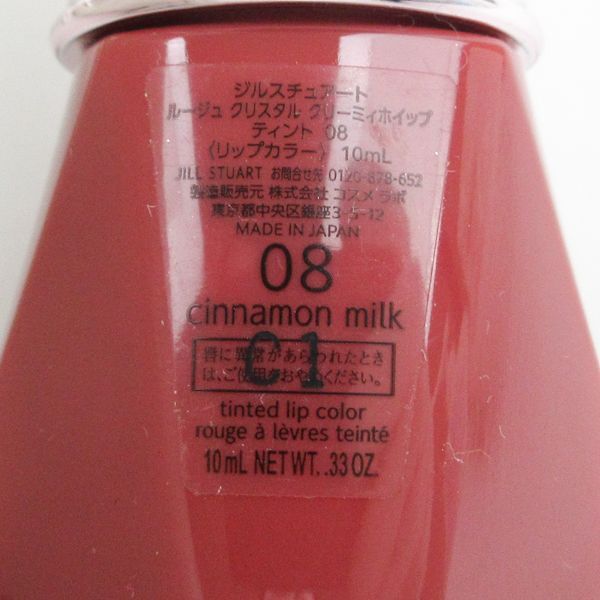 ジルスチュアート
ルージュ クリスタル クリーミィホイップ
ティント 08
〈リップカラー〉 10mL
JILL STUART お問合せ先 0120-878-652
製造販売元 株式会社 コスメ ラボ
東京都中央区銀座3-5-12
MADE IN JAPAN
08
cinnamon milk
C1
唇に異常があらわれたとき
は、ご使用をおやめください。
tinted lip color
rouge à lèvres teinté
10 mL NET WT. .33 OZ.